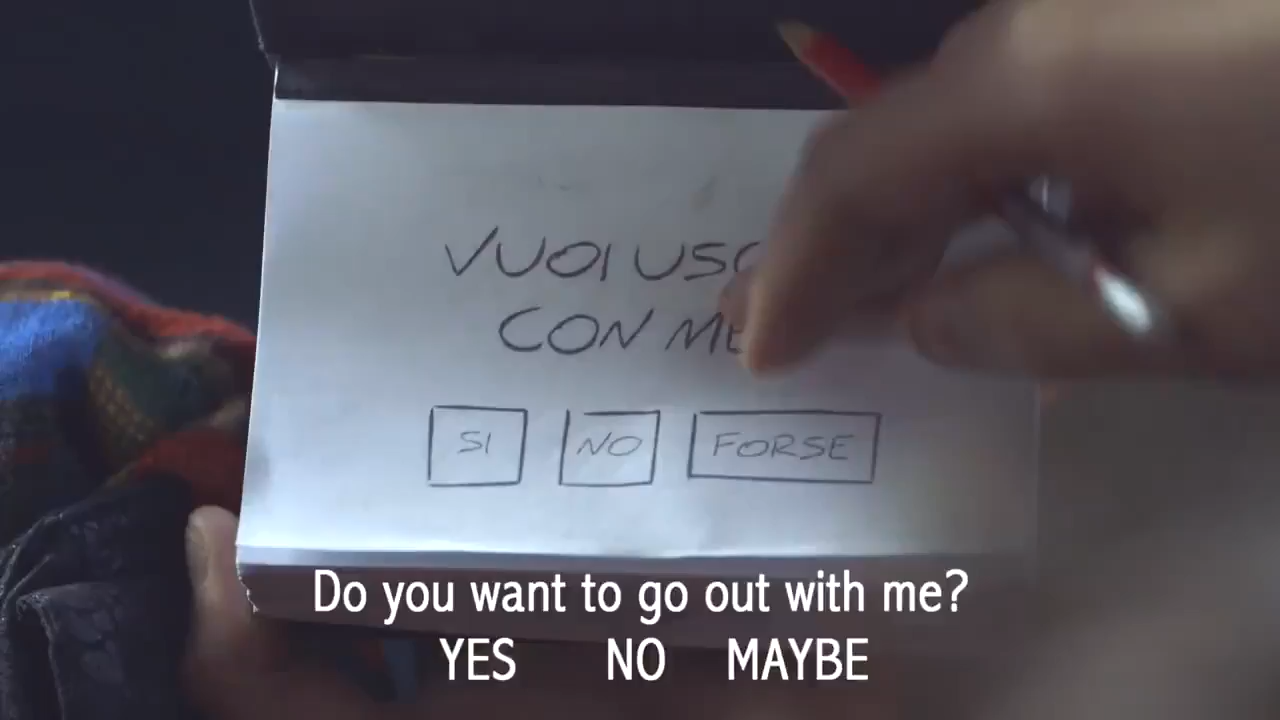 VUOI
CON ME
SI NO FORSE
Do you want to go out with me?
YES NO MAYBE